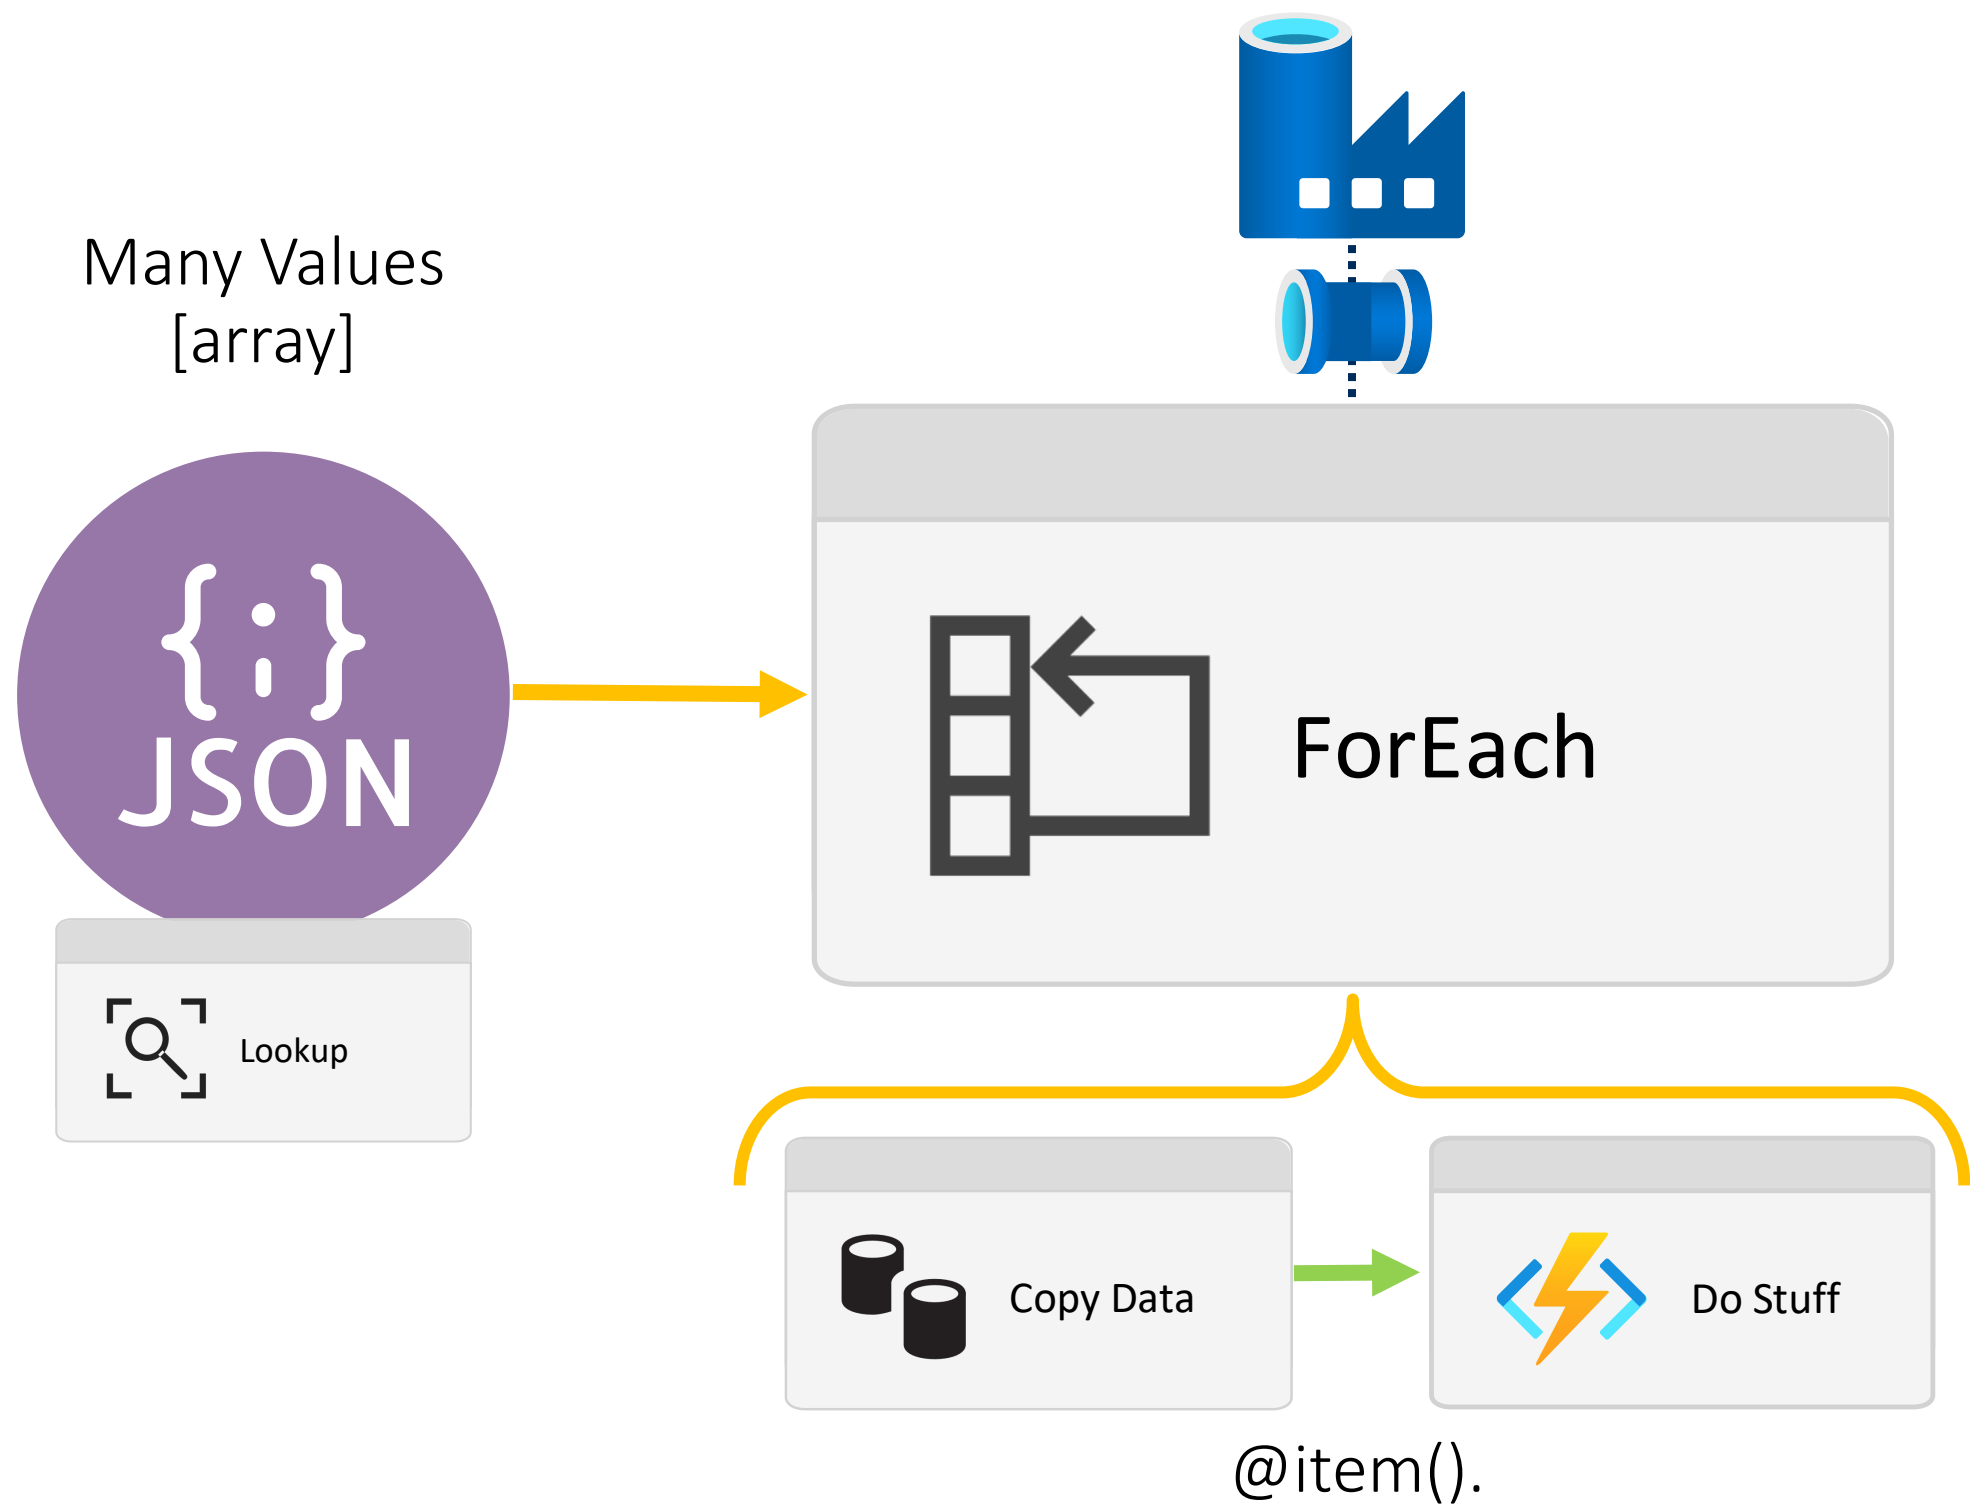 Many Values
[array]
{;}
JSON
Lookup
ForEach
Copy Data
Do Stuff
@item().